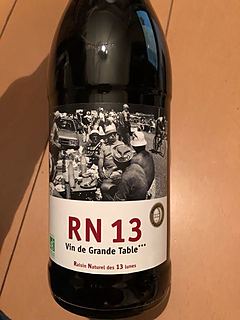 RN 13
Vin de Grande Table***
Raisin Naturel des 13 lunes